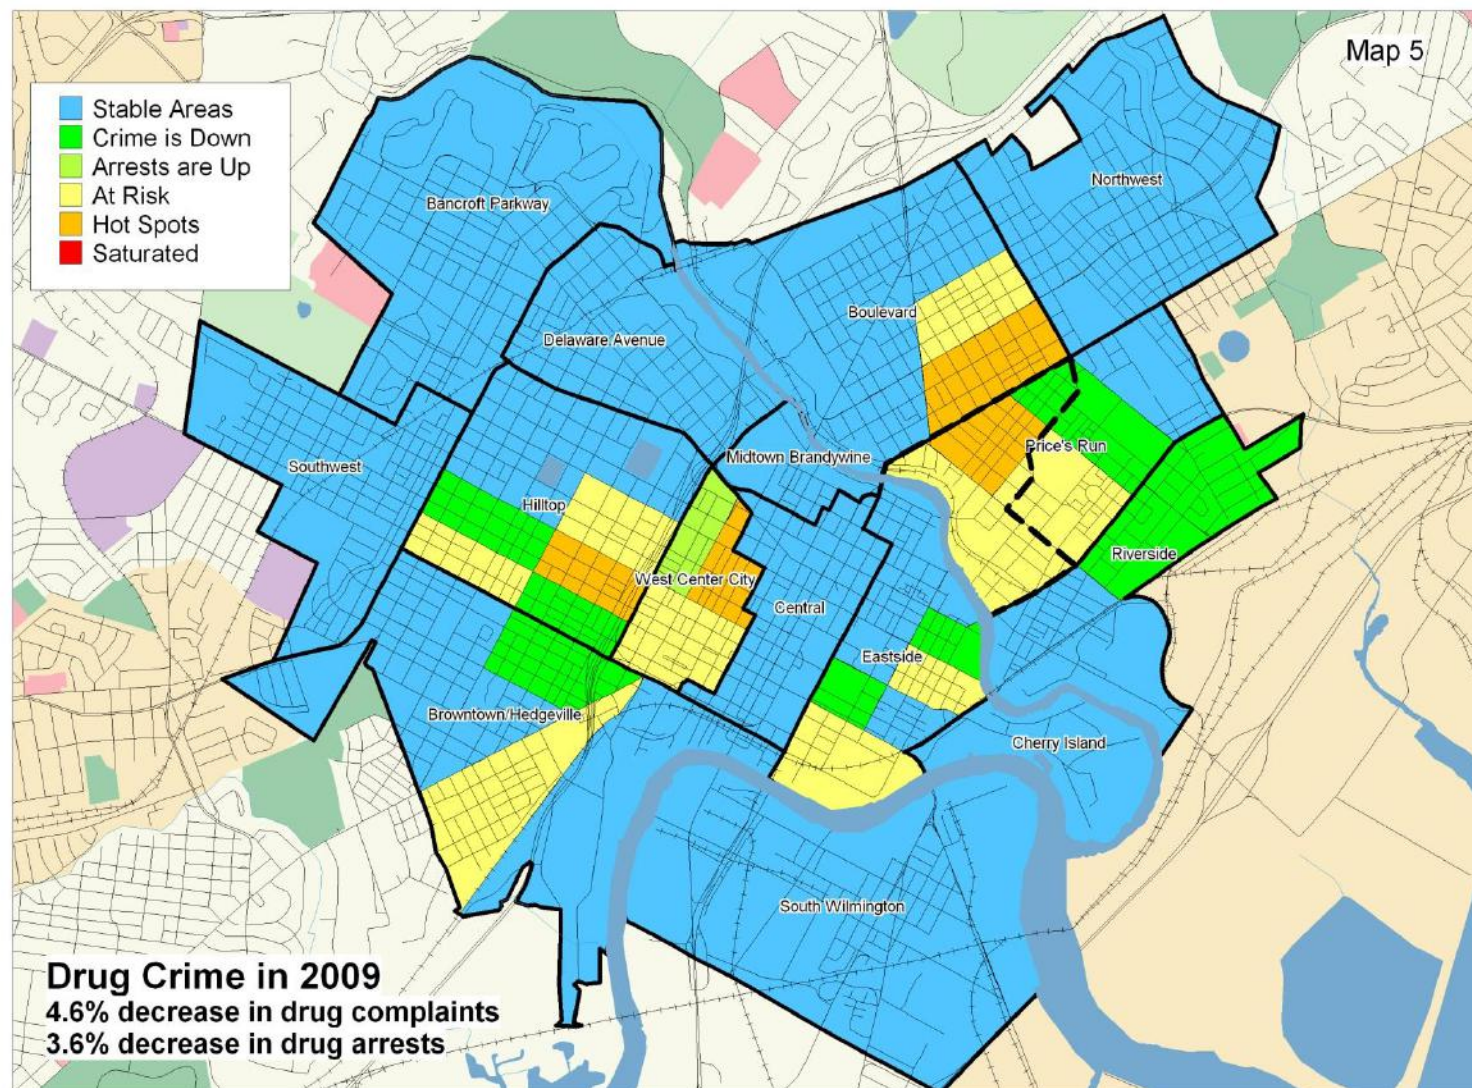 Map 5
Stable Areas
Crime is Down
Arrests are Up
At Risk
Hot Spots
Saturated
Northwest
Bancroft Parkway
Boulevard
Delaware Avenue
Price's Run
Midtown Brandywine
Southwest
Hilltop
Riverside
West Center City
Central
Eastside
Browntown/Hedgeville
Cherry Island
South Wilmington
Drug Crime in 2009
4.6% decrease in drug complaints
3.6% decrease in drug arrests